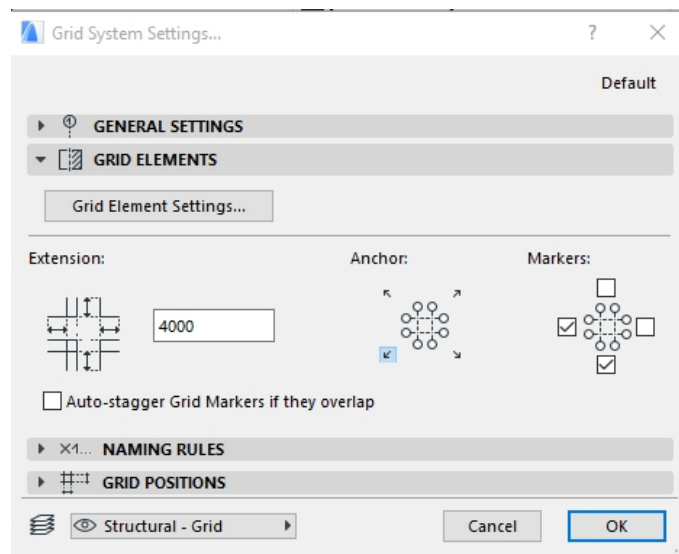 Grid System Settings...
?
Default
GENERAL SETTINGS
GRID ELEMENTS
Grid Element Settings...
Extension:
Anchor:
Markers:
4000
Auto-stagger Grid Markers if they overlap
X1... NAMING RULES
GRID POSITIONS
Structural - Grid
Cancel
OK